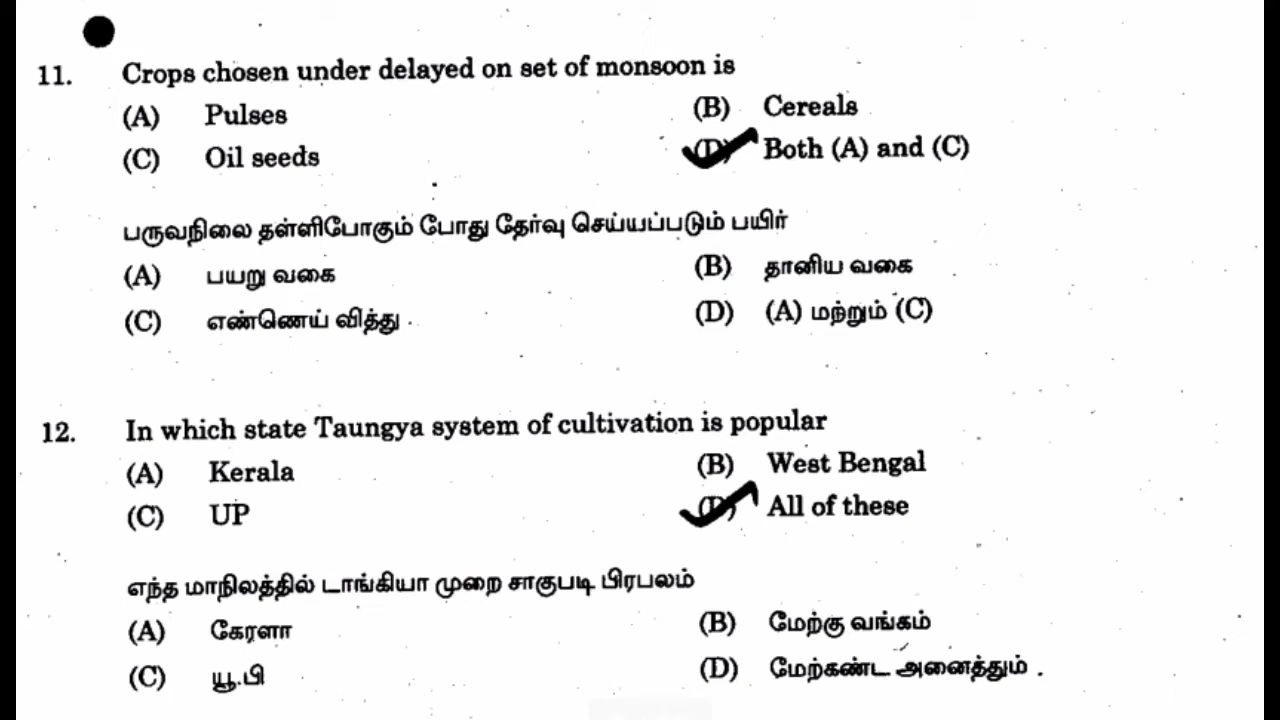 11. Crops chosen under delayed on set of monsoon is
(A) Pulses (B) Cereals
(C) Oil seeds (D) Both (A) and (C)
பருவநிலை தள்ளிபோகும் போது தேர்வு செய்யப்படும் பயிர்
(A) பயறு வகை (B) தானிய வகை
(C) எண்ணெய் வித்து (D) (A) மற்றும் (C)
12. In which state Taungya system of cultivation is popular
(A) Kerala (B) West Bengal
(C) UP (D) All of these
எந்த மாநிலத்தில் டாங்கியா முறை சாகுபடி பிரபலம்
(A) கேரளா (B) மேற்கு வங்கம்
(C) யூ.பி (D) மேற்கண்ட அனைத்தும் .